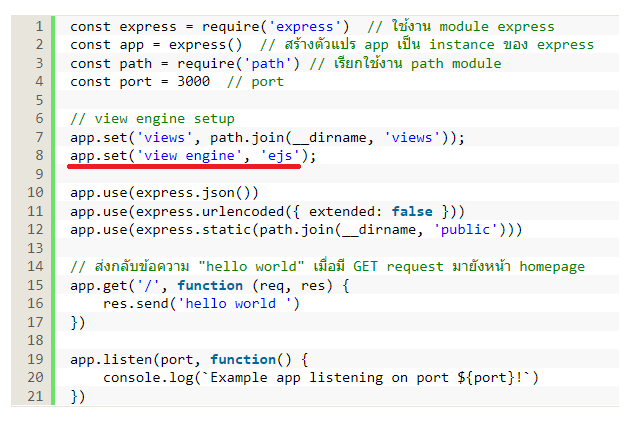 1 const express = require('express')  // ใช้งาน module express
2 const app = express()  // สร้างตัวแปร app เป็น instance ของ express
3 const path = require('path') // เรียกใช้งาน path module
4 const port = 3000  // port
5
6 // view engine setup
7 app.set('views', path.join(__dirname, 'views'));
8 app.set('view engine', 'ejs');
9
10 app.use(express.json())
11 app.use(express.urlencoded({ extended: false }))
12 app.use(express.static(path.join(__dirname, 'public')))
13
14 // ส่งกลับข้อความ "hello world" เมื่อมี GET request มายังหน้า homepage
15 app.get('/', function (req, res) {
16     res.send('hello world ')
17 })
18
19 app.listen(port, function() {
20     console.log(`Example app listening on port ${port}!`)
21 })